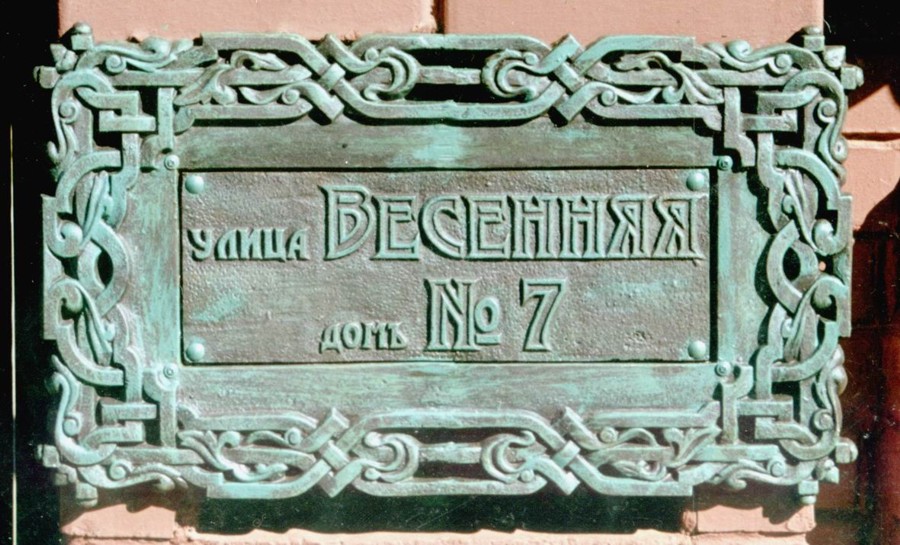 улица Весенняя
домъ № 7